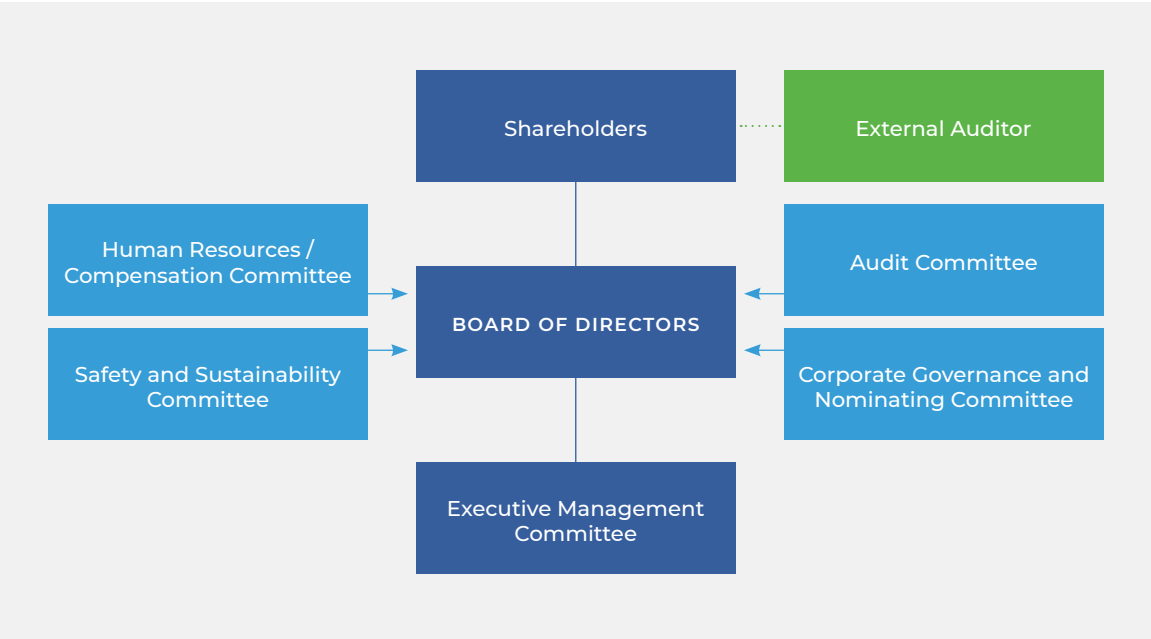 Shareholders
External Auditor
Human Resources /
Compensation Committee
Audit Committee
BOARD OF DIRECTORS
Safety and Sustainability
Committee
Corporate Governance and
Nominating Committee
Executive Management
Committee